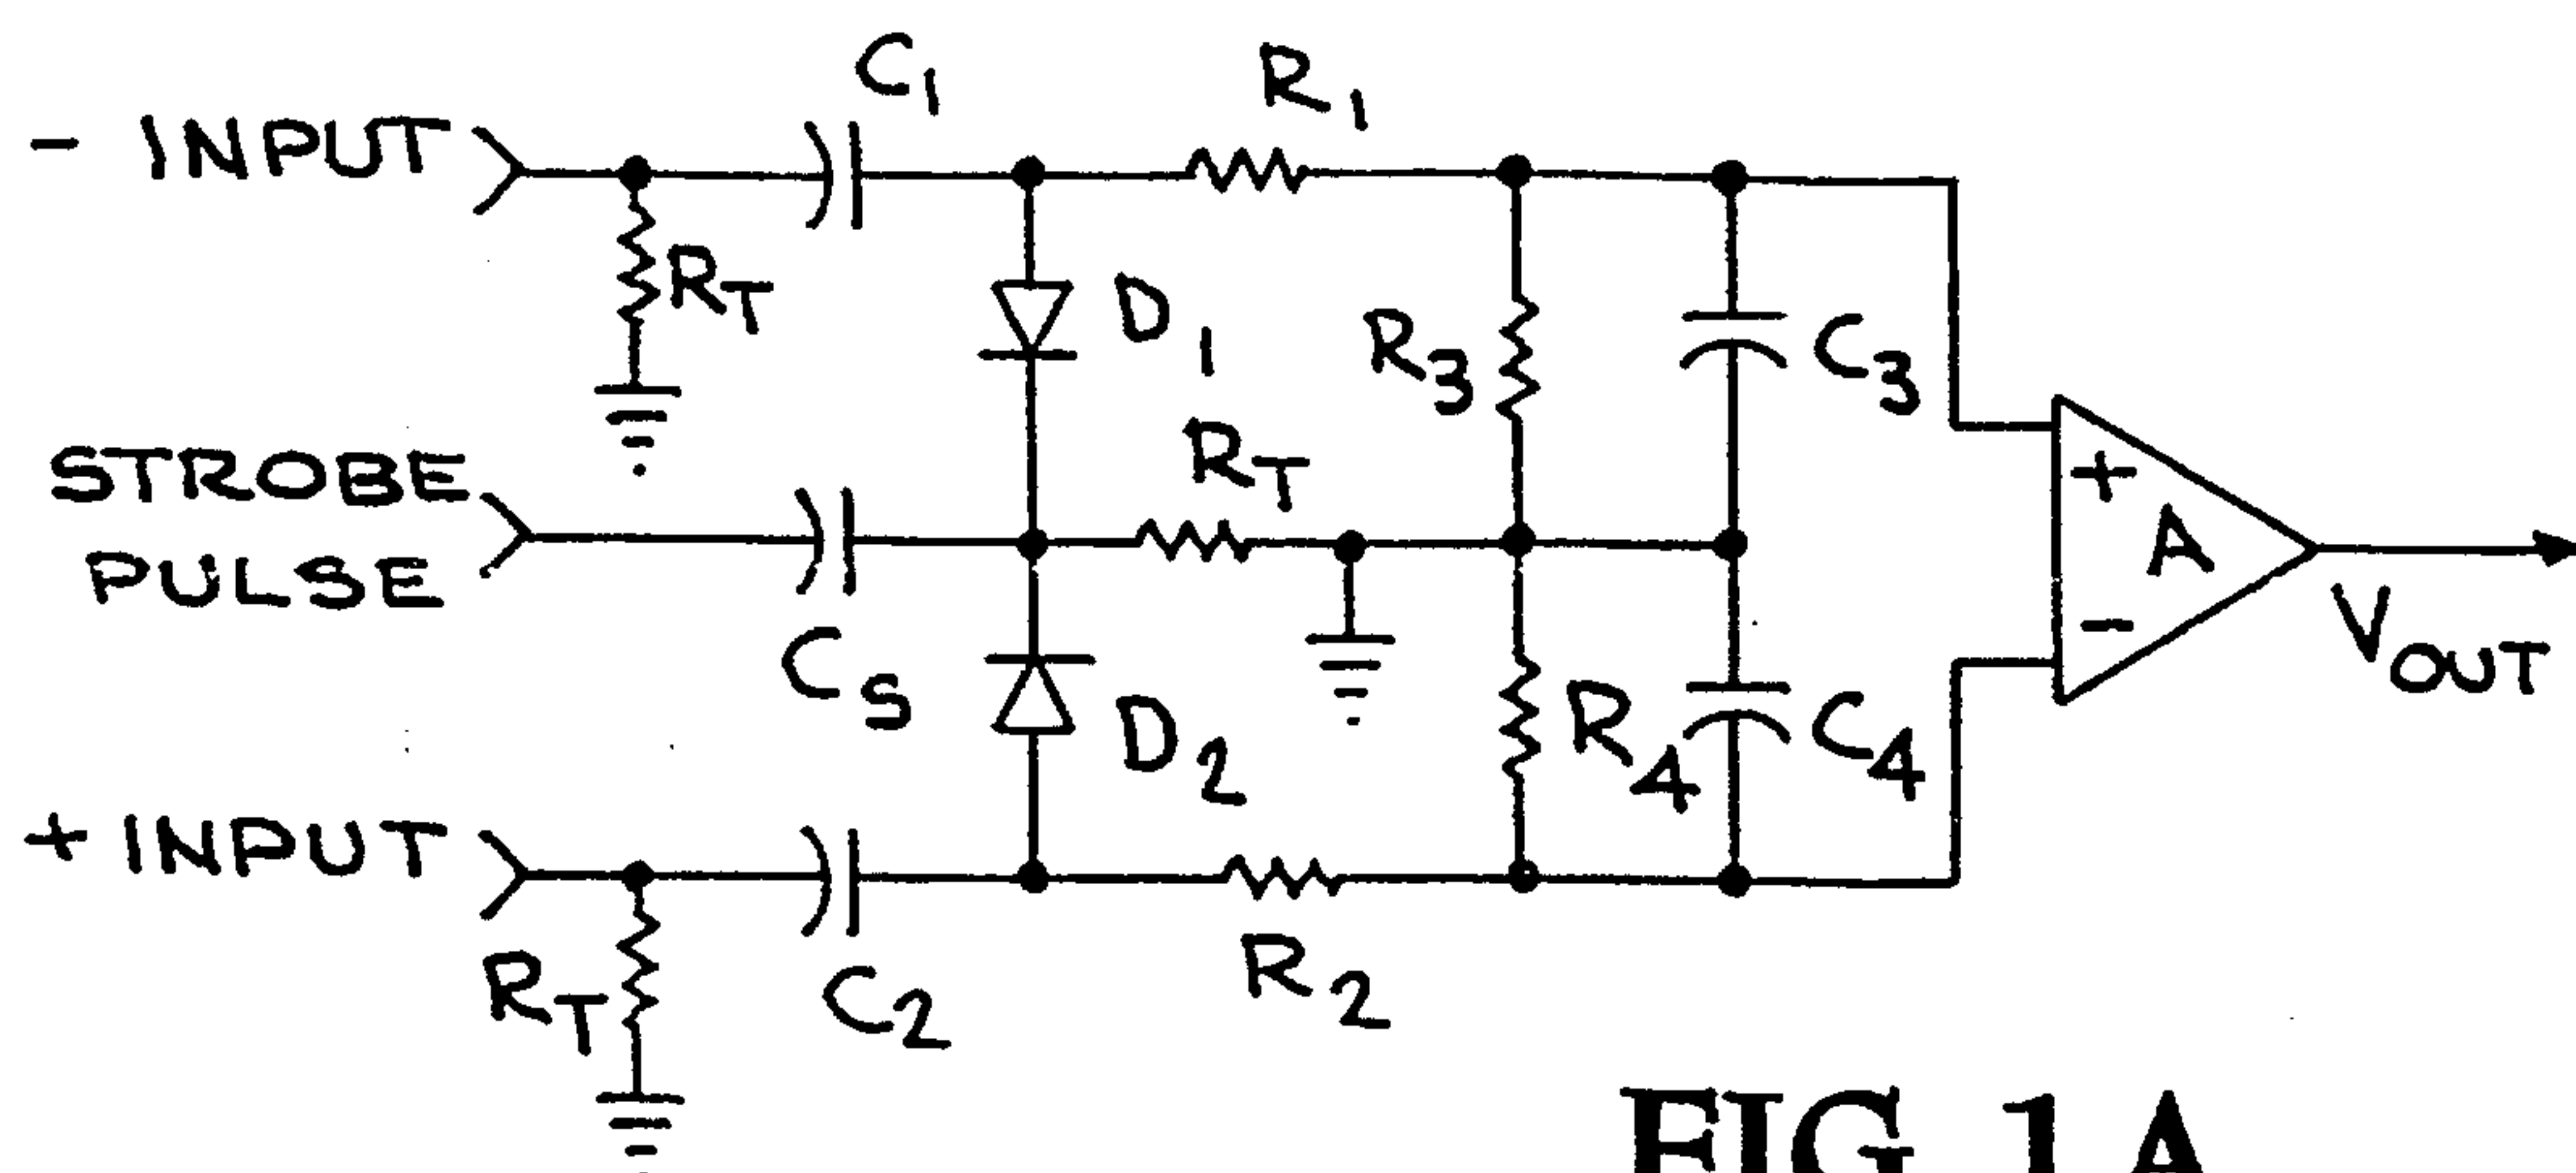 C1
R1
- INPUT
RT
D1
R3
C3
STROBE
PULSE
RT
+
A
-
CS
VOUT
D2
R4
C4
+ INPUT
RT
C2
R2
FIG. 1A